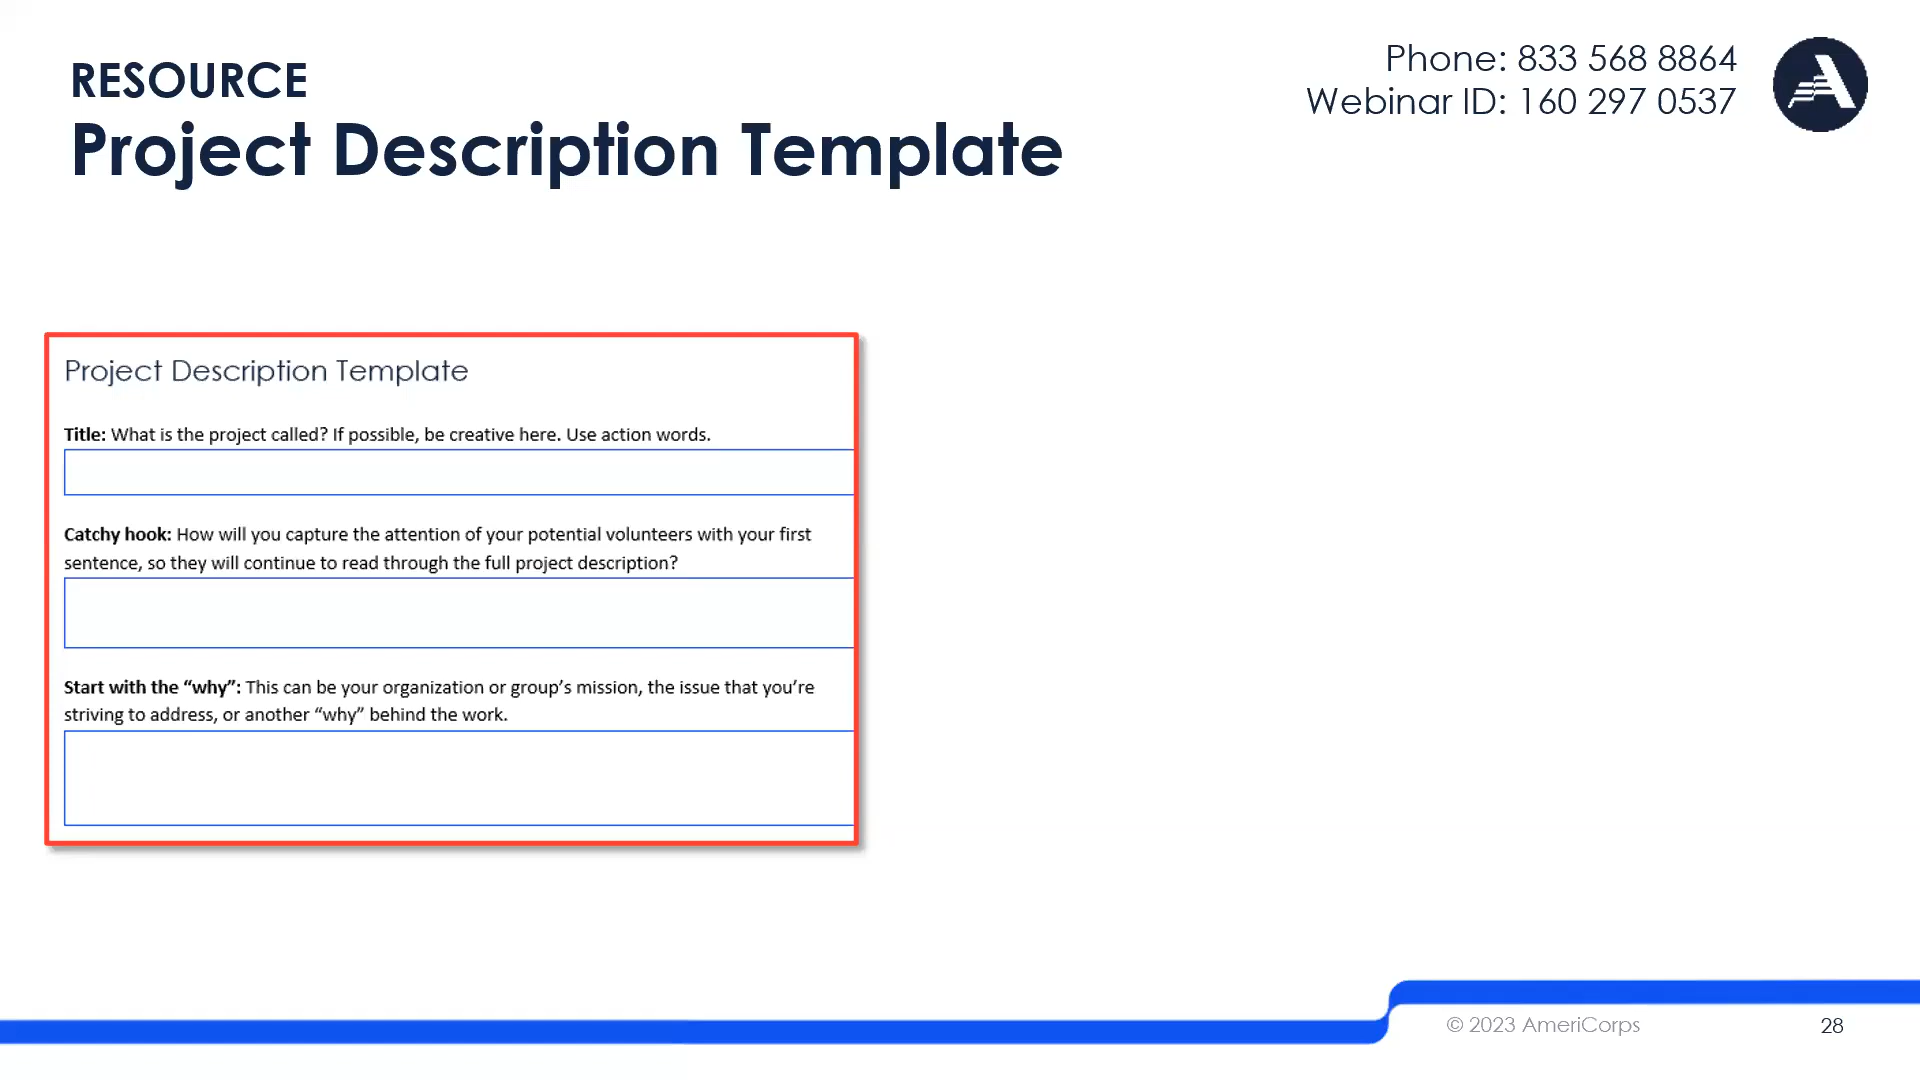 RESOURCE
Project Description Template
Phone: 833 568 8864
Webinar ID: 160 297 0537
Project Description Template
Title: What is the project called? If possible, be creative here. Use action words.
Catchy hook: How will you capture the attention of your potential volunteers with your first
sentence, so they will continue to read through the full project description?
Start with the “why”: This can be your organization or group’s mission, the issue that you’re
striving to address, or another “why” behind the work.
© 2023 AmeriCorps
28